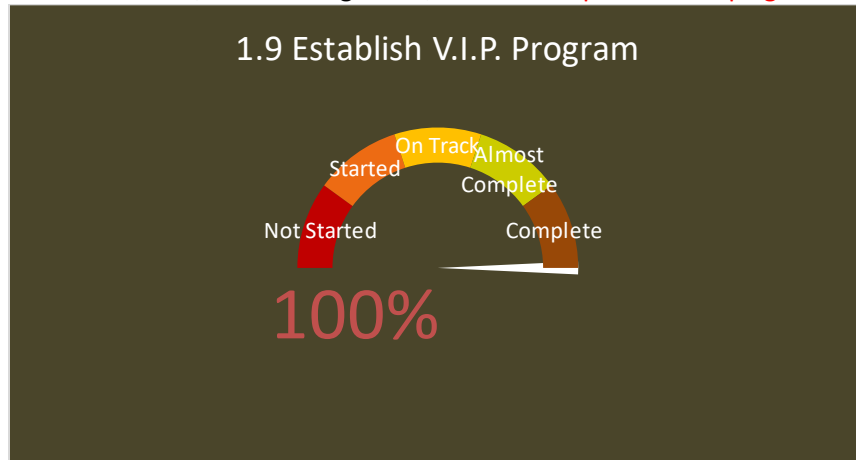 1.9 Establish V.I.P. Program
On Track
Almost
Complete
Started
Not Started
Complete
100%